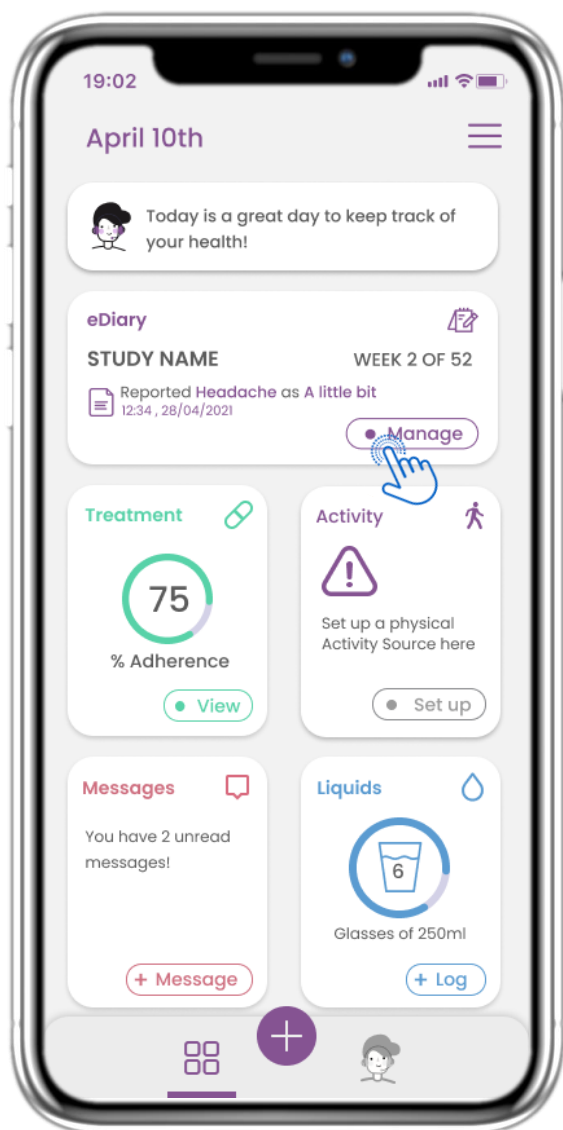 19:02
April 10th
Today is a great day to keep track of
your health!
eDiary
STUDY NAME
WEEK 2 OF 52
Reported Headache as A little bit
12:34 , 28/04/2021
Manage
Treatment
75
% Adherence
View
Activity
Set up a physical
Activity Source here
Set up
Messages
You have 2 unread
messages!
+ Message
Liquids
6
Glasses of 250ml
+ Log